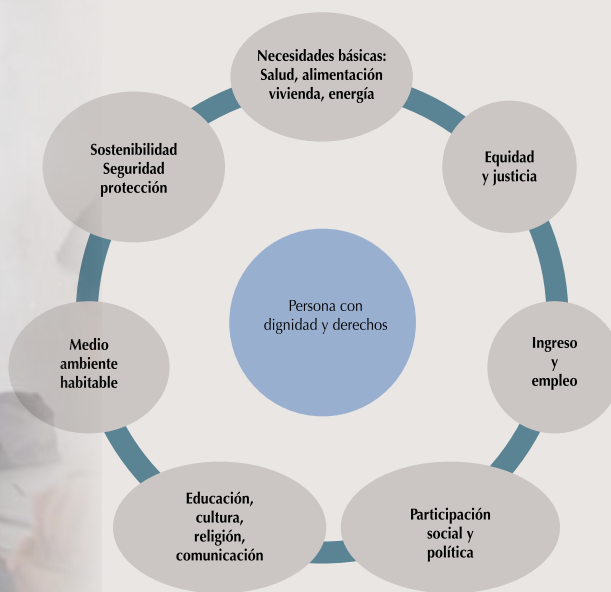 Necesidades básicas:
Salud, alimentación
vivienda, energía
Equidad
y justicia
Ingreso
y
empleo
Participación
social y
política
Educación,
cultura,
religión,
comunicación
Medio
ambiente
habitable
Sostenibilidad
Seguridad
protección
Persona con
dignidad y derechos